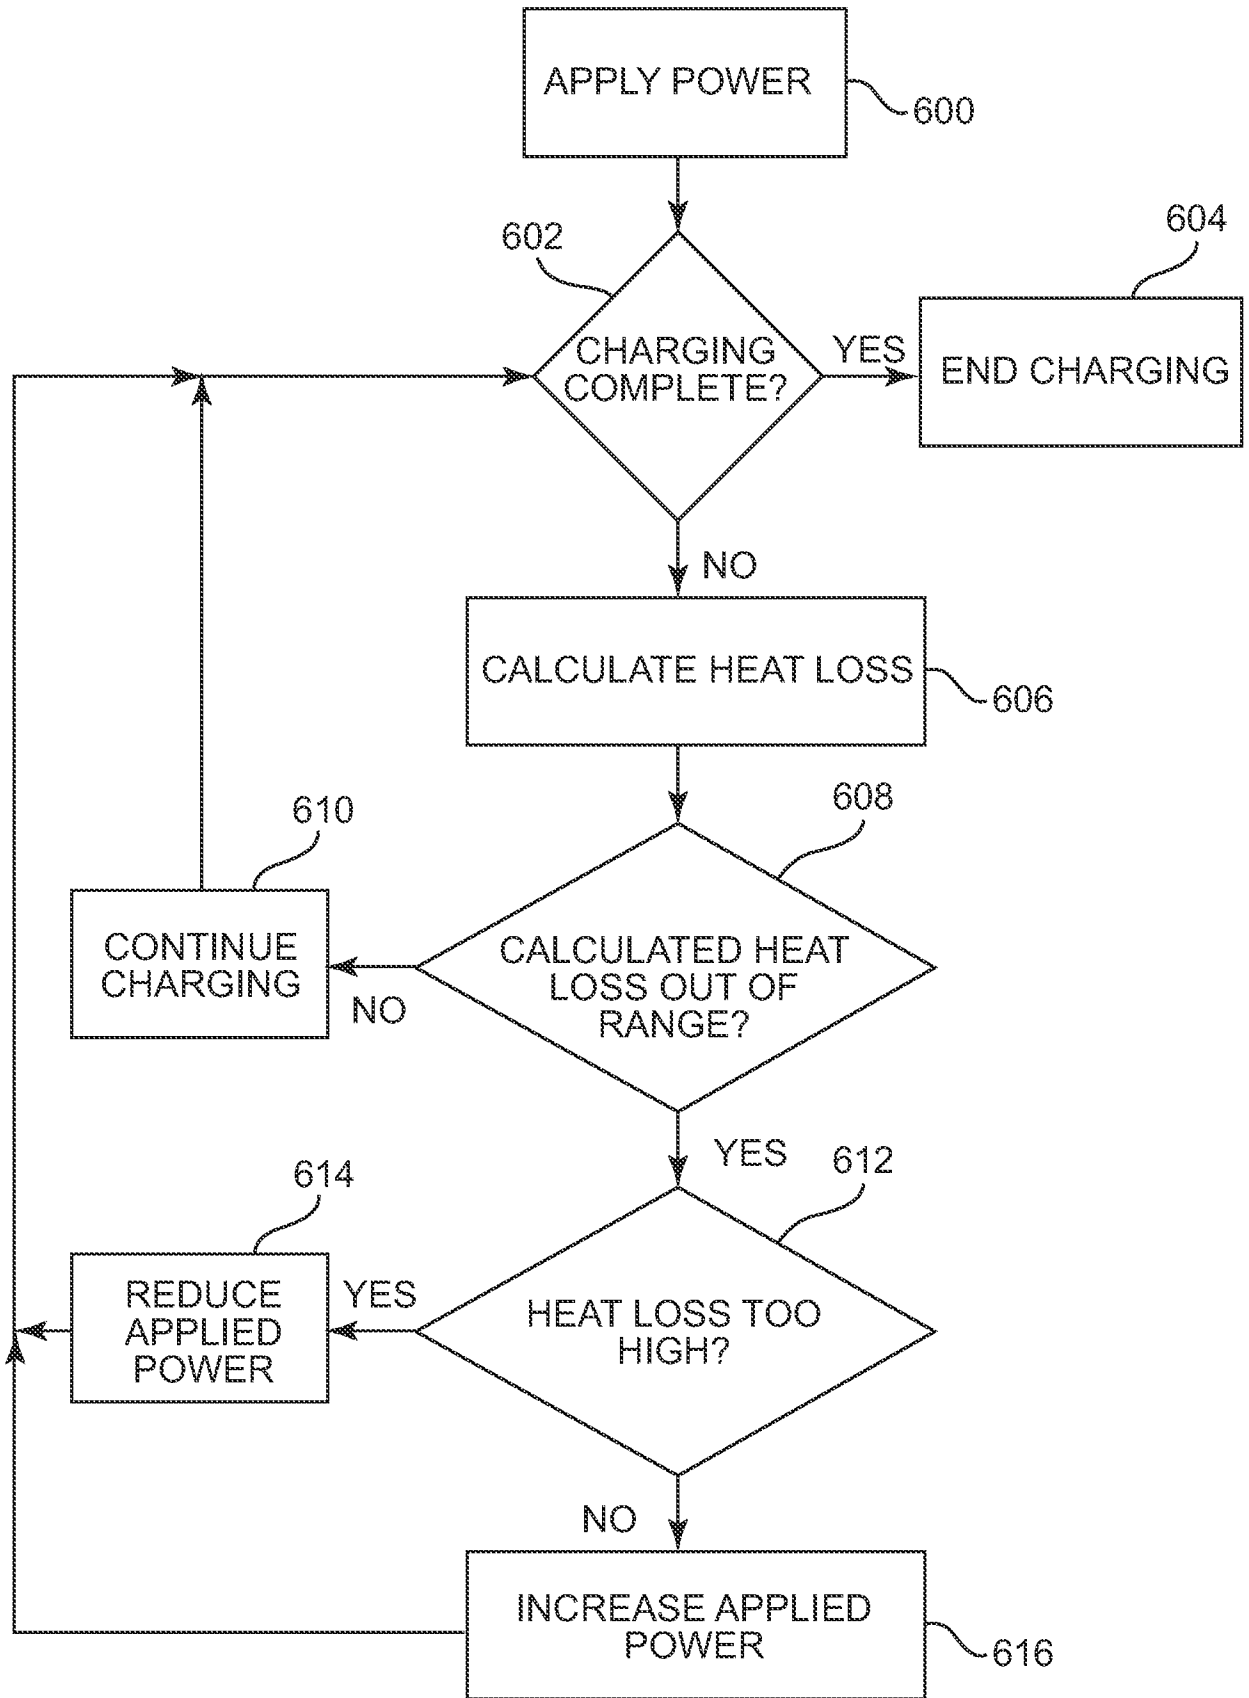 APPLY POWER
600
602
604
CHARGING
COMPLETE?
YES
END CHARGING
NO
CALCULATE HEAT LOSS
606
608
610
CONTINUE
CHARGING
NO
CALCULATED HEAT
LOSS OUT OF
RANGE?
YES
612
614
REDUCE
APPLIED
POWER
YES
HEAT LOSS TOO
HIGH?
NO
INCREASE APPLIED
POWER
616